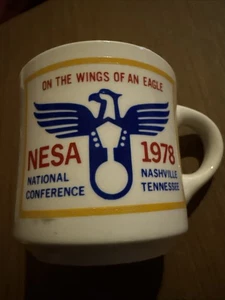 ON THE WINGS OF AN EAGLE
NESA 1978
NATIONAL NASHVILLE
CONFERENCE TENNESSEE